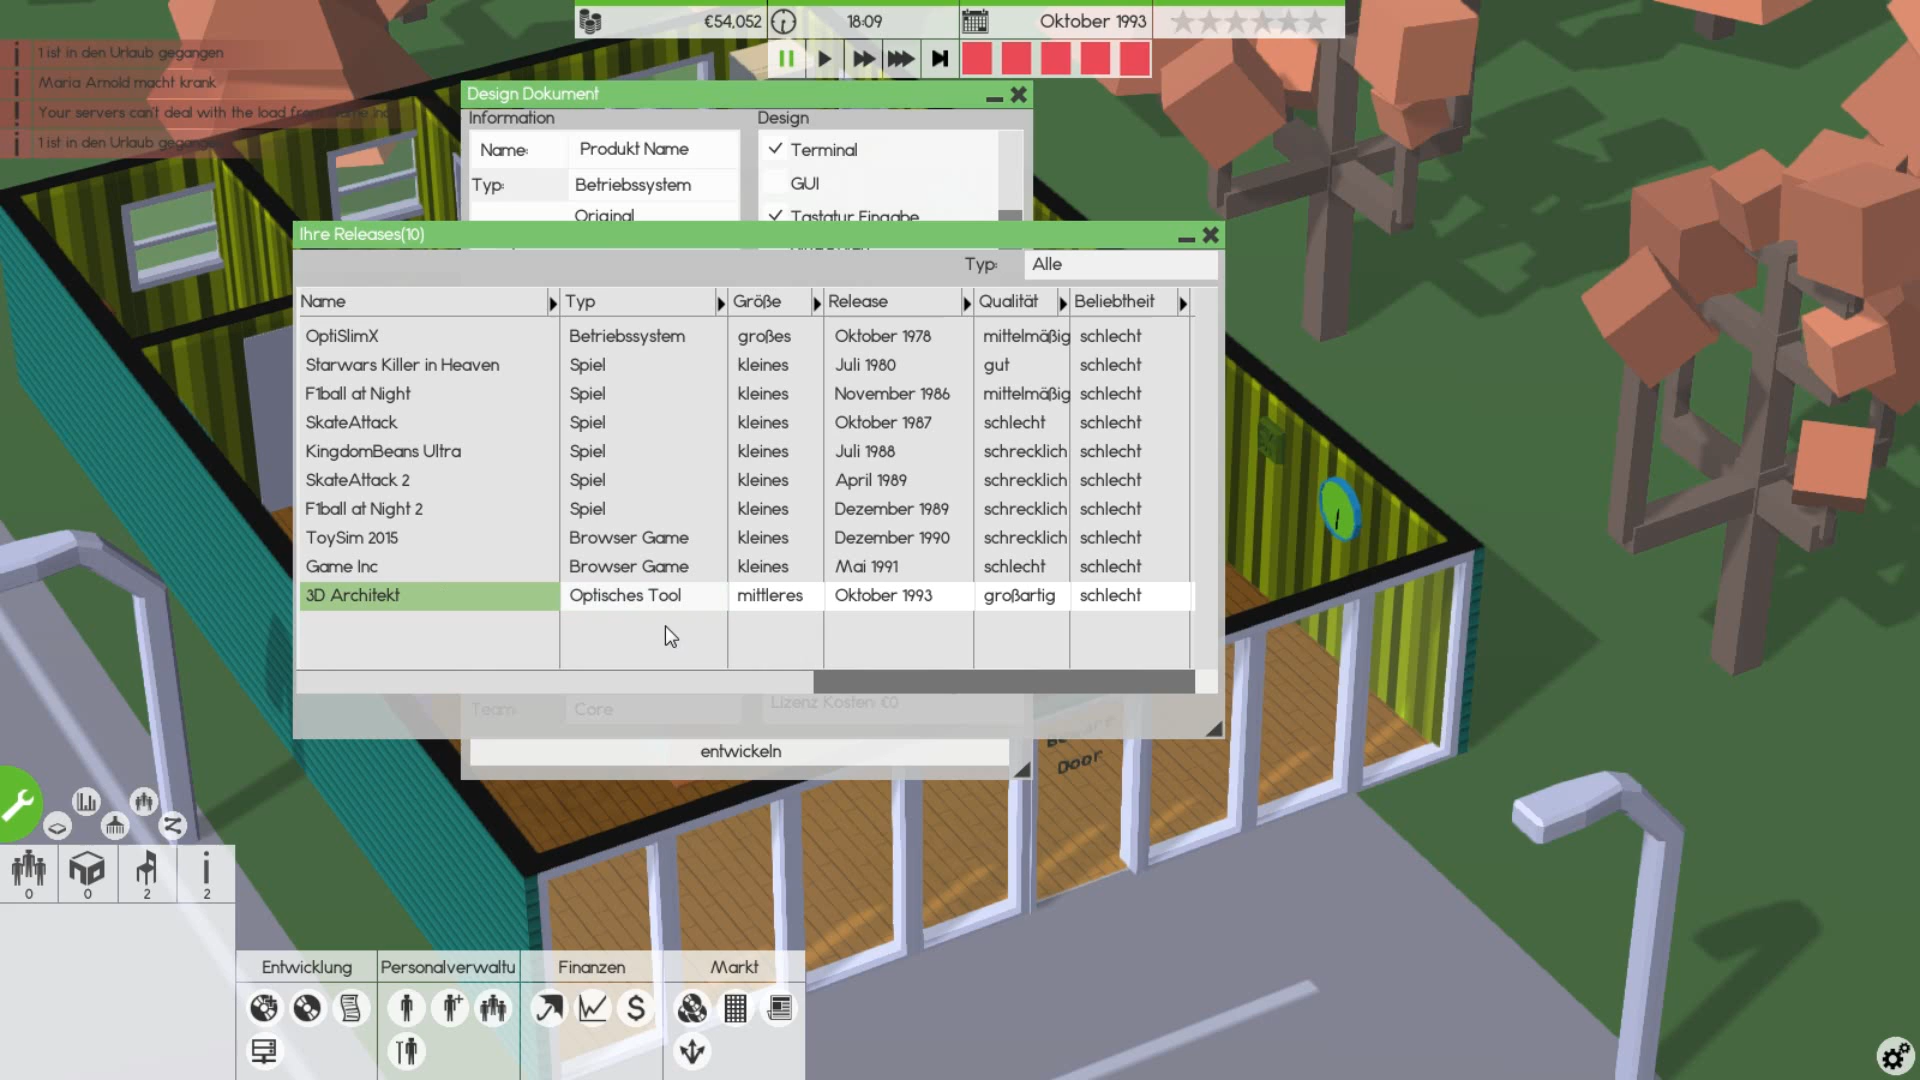 €54,052
18:09
Oktober 1993
1 ist in den Urlaub gegangen
Maria Arnold macht krank
Your servers can't deal with the load from Game Inc
1 ist in den Urlaub gegangen
Design Dokument
Information
Design
Name:
Produkt Name
Terminal
GUI
Typ:
Betriebssystem
Original
Tastatur Eingabe
Ihre Releases(10)
Typ:
Alle
Name Typ Größe Release Qualität Beliebtheit
OptiSlimX Betriebssystem großes Oktober 1978 mittelmäßig schlecht
Starwars Killer in Heaven Spiel kleines Juli 1980 gut schlecht
F1ball at Night Spiel kleines November 1986 mittelmäßig schlecht
SkateAttack Spiel kleines Oktober 1987 schlecht schlecht
KingdomBeans Ultra Spiel kleines Juli 1988 schrecklich schlecht
SkateAttack 2 Spiel kleines April 1989 schrecklich schlecht
F1ball at Night 2 Spiel kleines Dezember 1989 schrecklich schlecht
ToySim 2015 Browser Game kleines Dezember 1990 schrecklich schlecht
Game Inc Browser Game kleines Mai 1991 schlecht schlecht
3D Architekt Optisches Tool mittleres Oktober 1993 großartig schlecht
Team:
Core
Lizenz Kosten: €0
entwickeln
Door
0
0
2
2
Entwicklung
Personalverwaltu
Finanzen
Markt